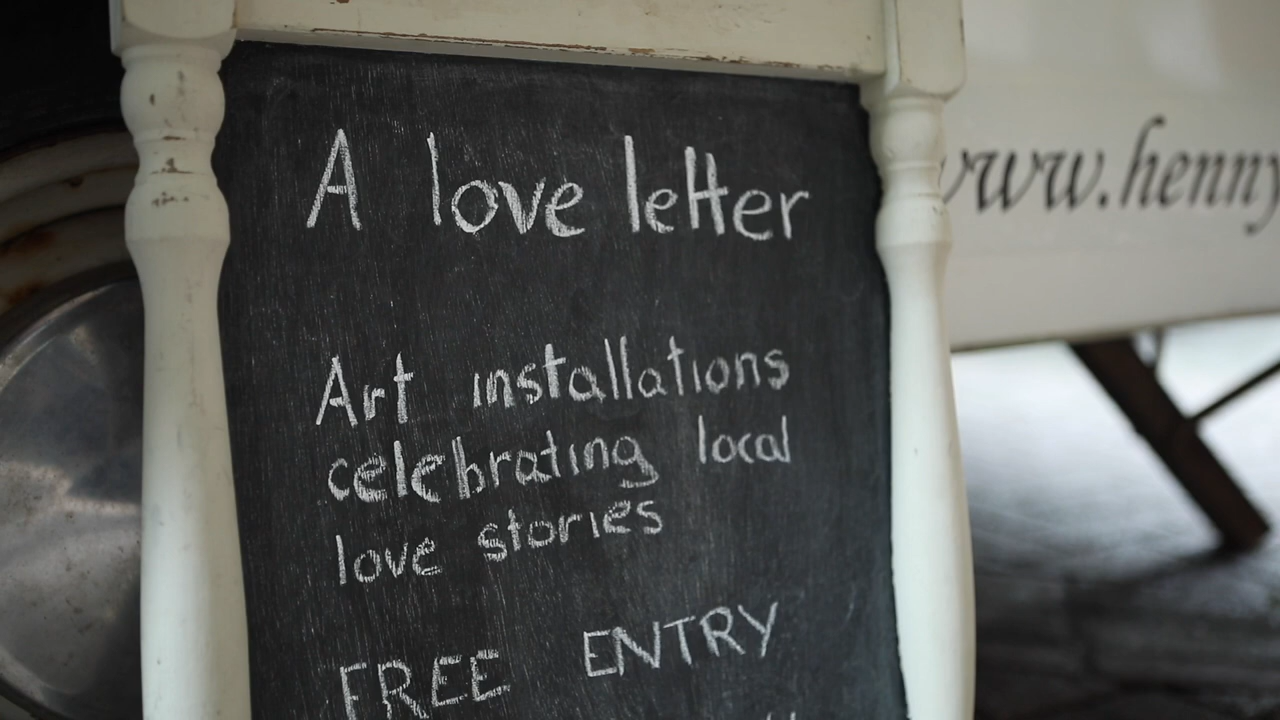 A love letter
Art installations
celebrating local
love stories
FREE ENTRY
www.henny